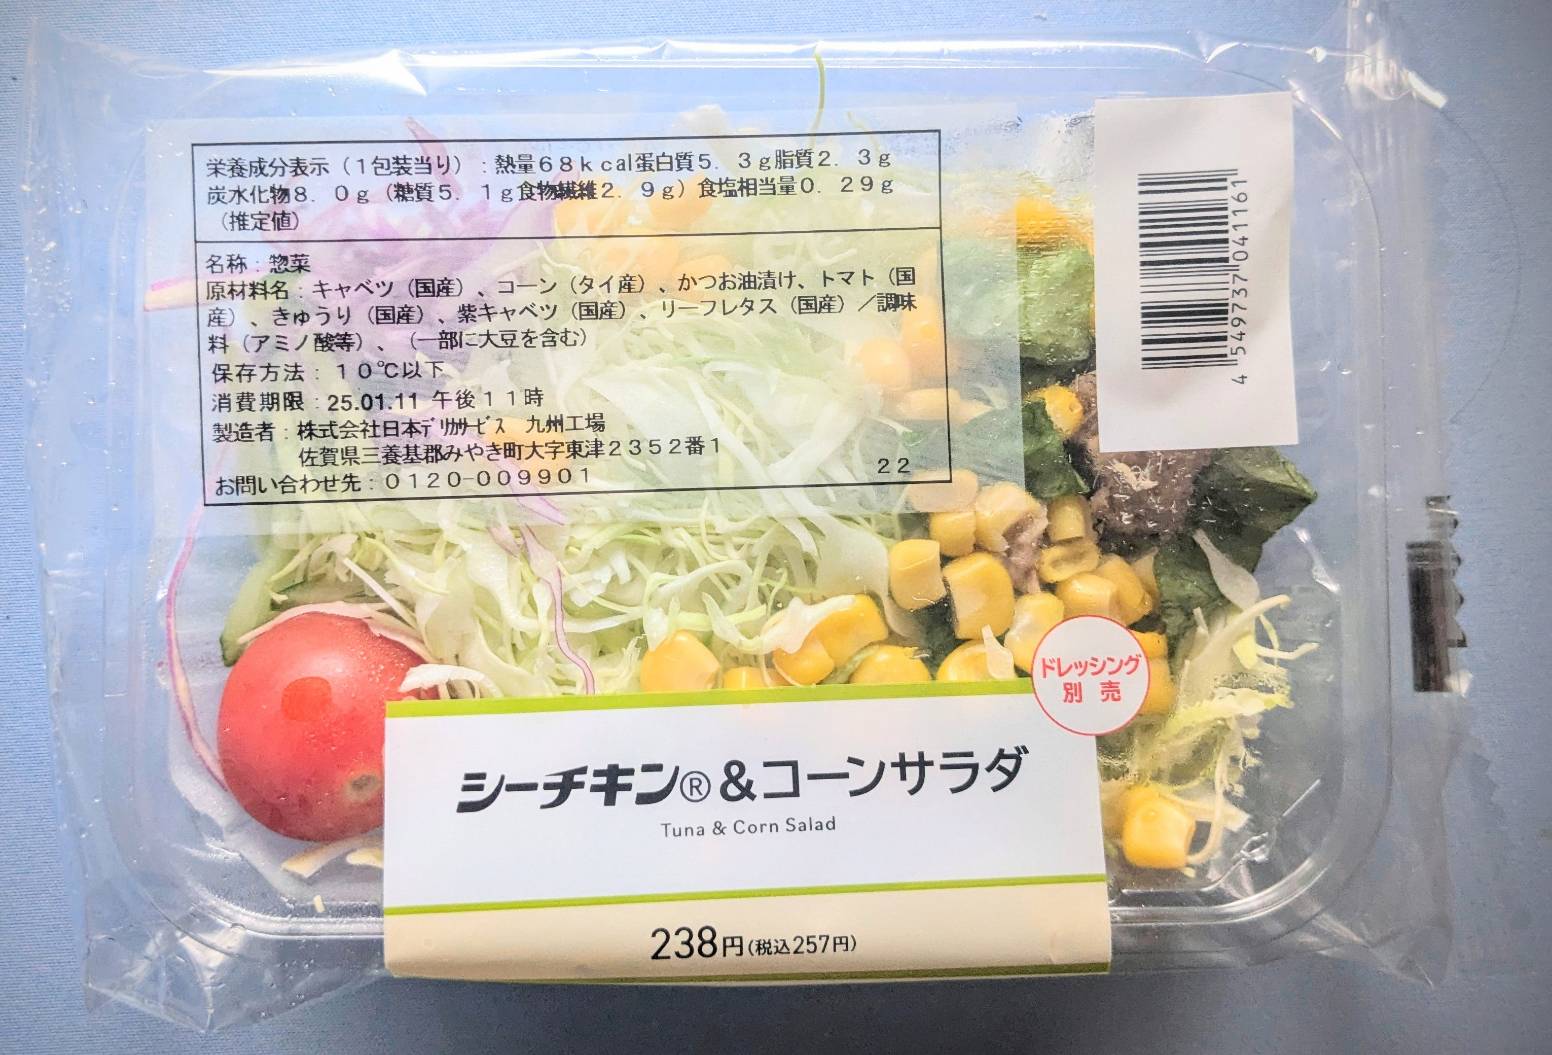 栄養成分表示（１包装当り）：熱量６８ｋｃａｌ蛋白質５．３ｇ脂質２．３ｇ
炭水化物８．０ｇ（糖質５．１ｇ食物繊維２．９ｇ）食塩相当量０．２９ｇ
（推定値）
名称：惣菜
原材料名：キャベツ（国産）、コーン（タイ産）、かつお油漬け、トマト（国
産）、きゅうり（国産）、紫キャベツ（国産）、リーフレタス（国産）／調味
料（アミノ酸等）、（一部に大豆を含む）
保存方法：１０℃以下
消費期限：25.01.11 午後１１時
製造者：株式会社日本ﾃﾞﾘｶｻｰﾋﾞｽ 九州工場
佐賀県三養基郡みやき町大字東津２３５２番１
お問い合わせ先：０１２０-００９９０１
２２
4 549737 041161
ドレッシング
別売
シーチキン®＆コーンサラダ
Tuna & Corn Salad
238円(税込257円)